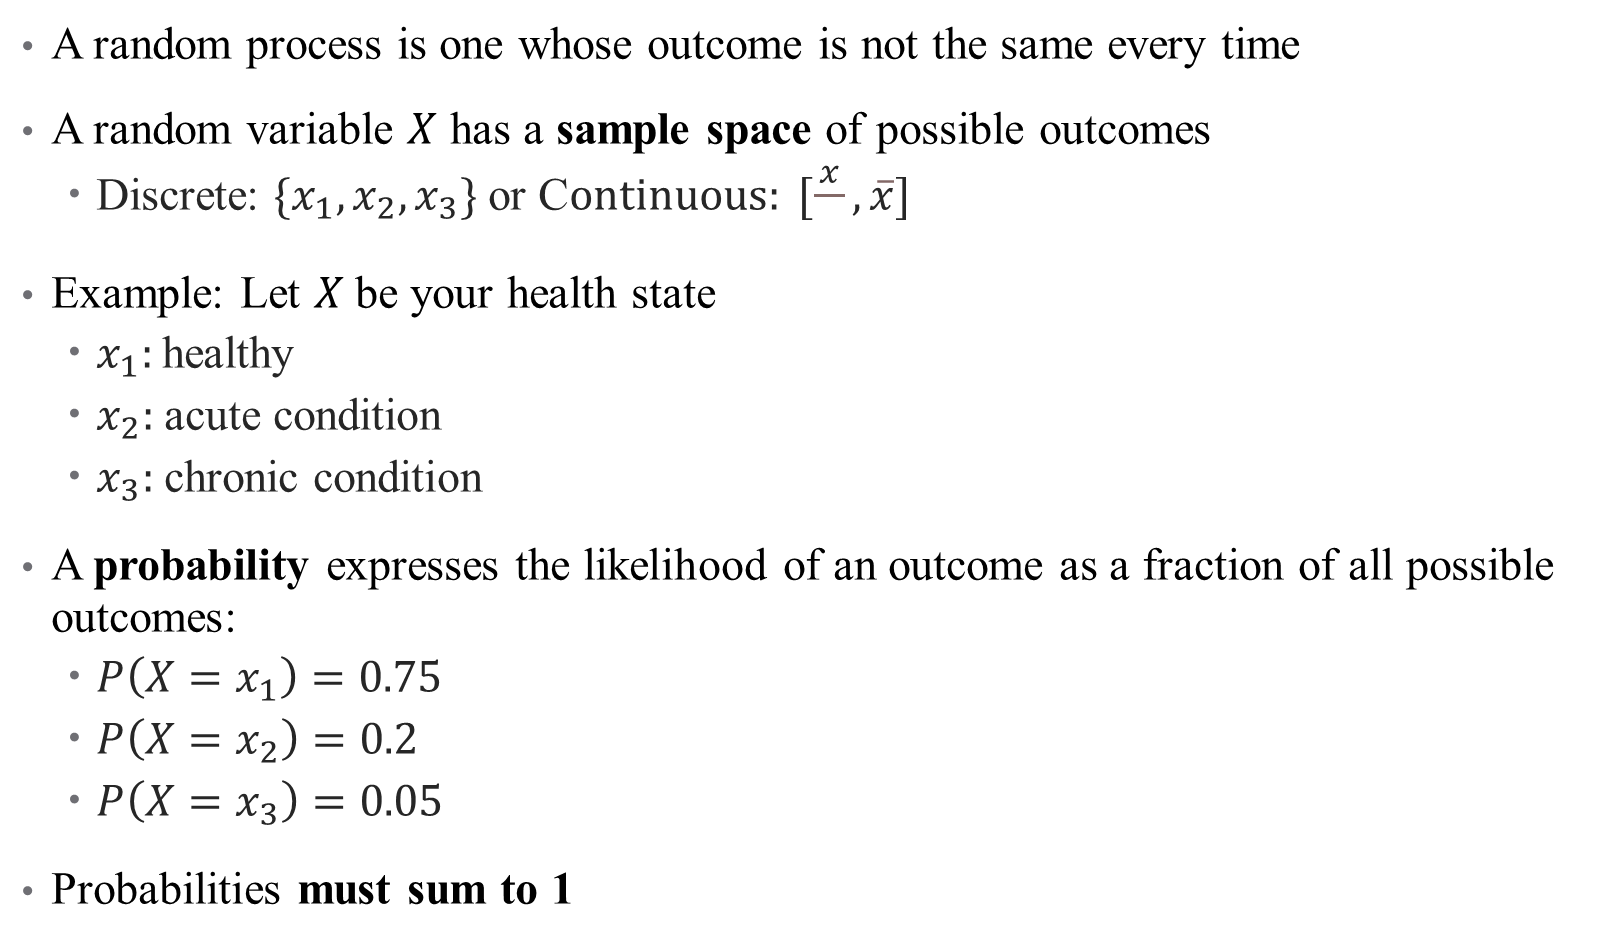 • A random process is one whose outcome is not the same every time
• A random variable X has a sample space of possible outcomes
• Discrete: {x₁, x₂, x₃} or Continuous: [x̲, x̄]
• Example: Let X be your health state
• x₁: healthy
• x₂: acute condition
• x₃: chronic condition
• A probability expresses the likelihood of an outcome as a fraction of all possible
outcomes:
• P(X = x₁) = 0.75
• P(X = x₂) = 0.2
• P(X = x₃) = 0.05
• Probabilities must sum to 1